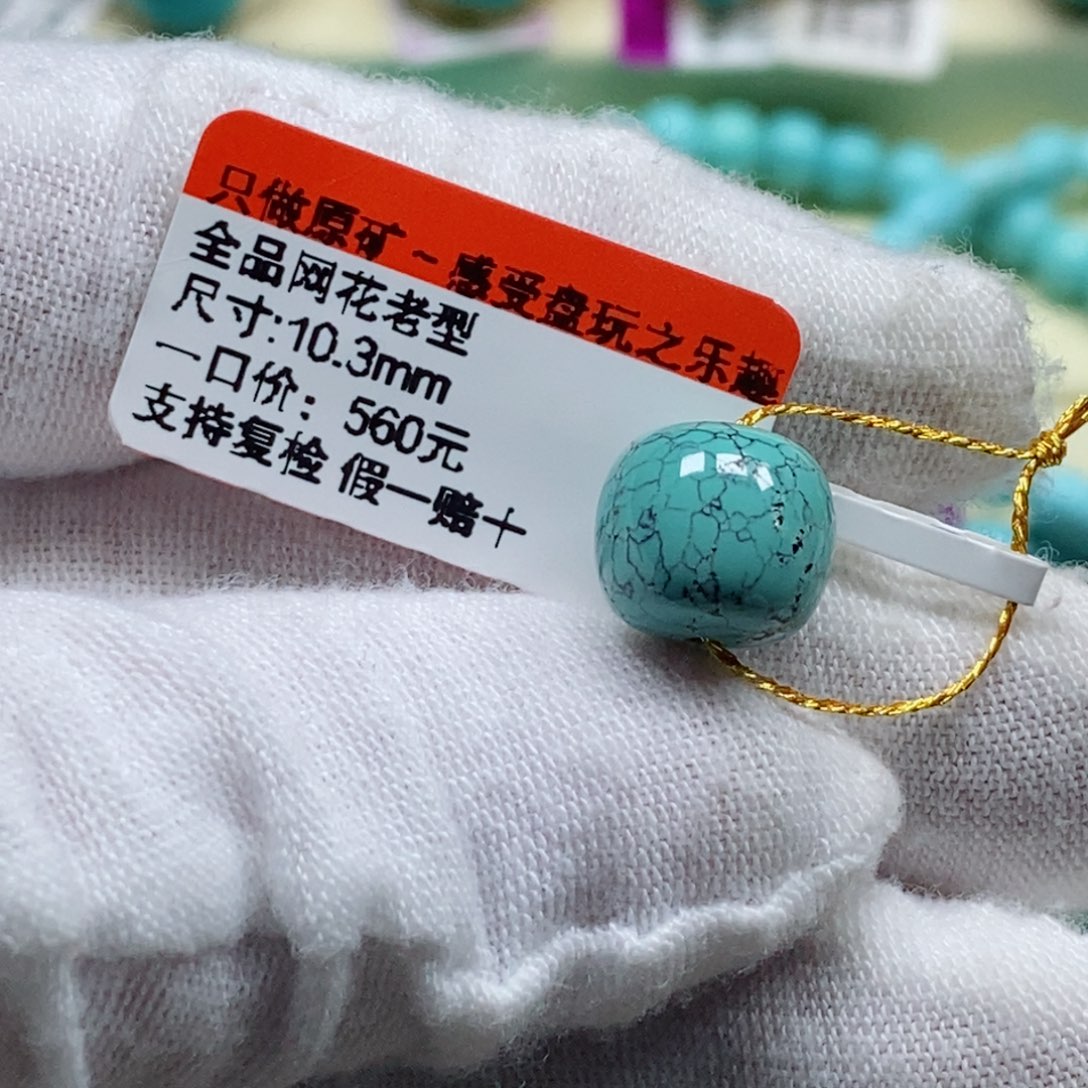 只做原矿~感受盘玩之乐趣
全品网花老型
尺寸:10.3mm
一口价：560元
支持复检 假一赔十